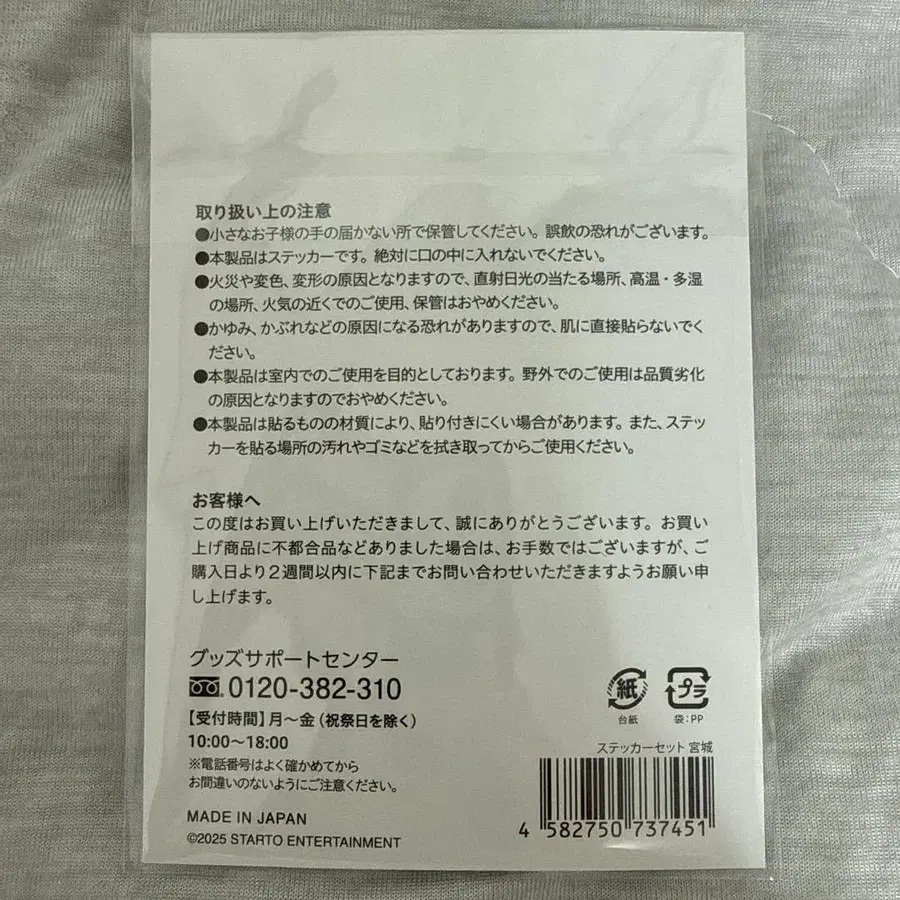 取り扱い上の注意
●小さなお子様の手の届かない所で保管してください。誤飲の恐れがございます。
●本製品はステッカーです。絶対に口の中に入れないでください。
●火災や変色、変形の原因となりますので、直射日光の当たる場所、高温・多湿
の場所、火気の近くでのご使用、保管はおやめください。
●かゆみ、かぶれなどの原因になる恐れがありますので、肌に直接貼らないでく
ださい。
●本製品は室内でのご使用を目的としております。野外でのご使用は品質劣化
の原因となりますのでおやめください。
●本製品は貼るものの材質により、貼り付きにくい場合があります。また、ステッ
カーを貼る場所の汚れやゴミなどを拭き取ってからご使用ください。
お客様へ
この度はお買い上げいただきまして、誠にありがとうございます。お買い
上げ商品に不都合品などありました場合は、お手数ではございますが、ご
購入日より2週間以内に下記までお問い合わせいただきますようお願い申
し上げます。
グッズサポートセンター
0120-382-310
【受付時間】月〜金（祝祭日を除く）
10:00〜18:00
※電話番号はよく確かめてから
お間違いのないようにご注意ください。
MADE IN JAPAN
©2025 STARTO ENTERTAINMENT
紙
台紙
プラ
袋:PP
ステッカーセット 宮城
4 582750 737451